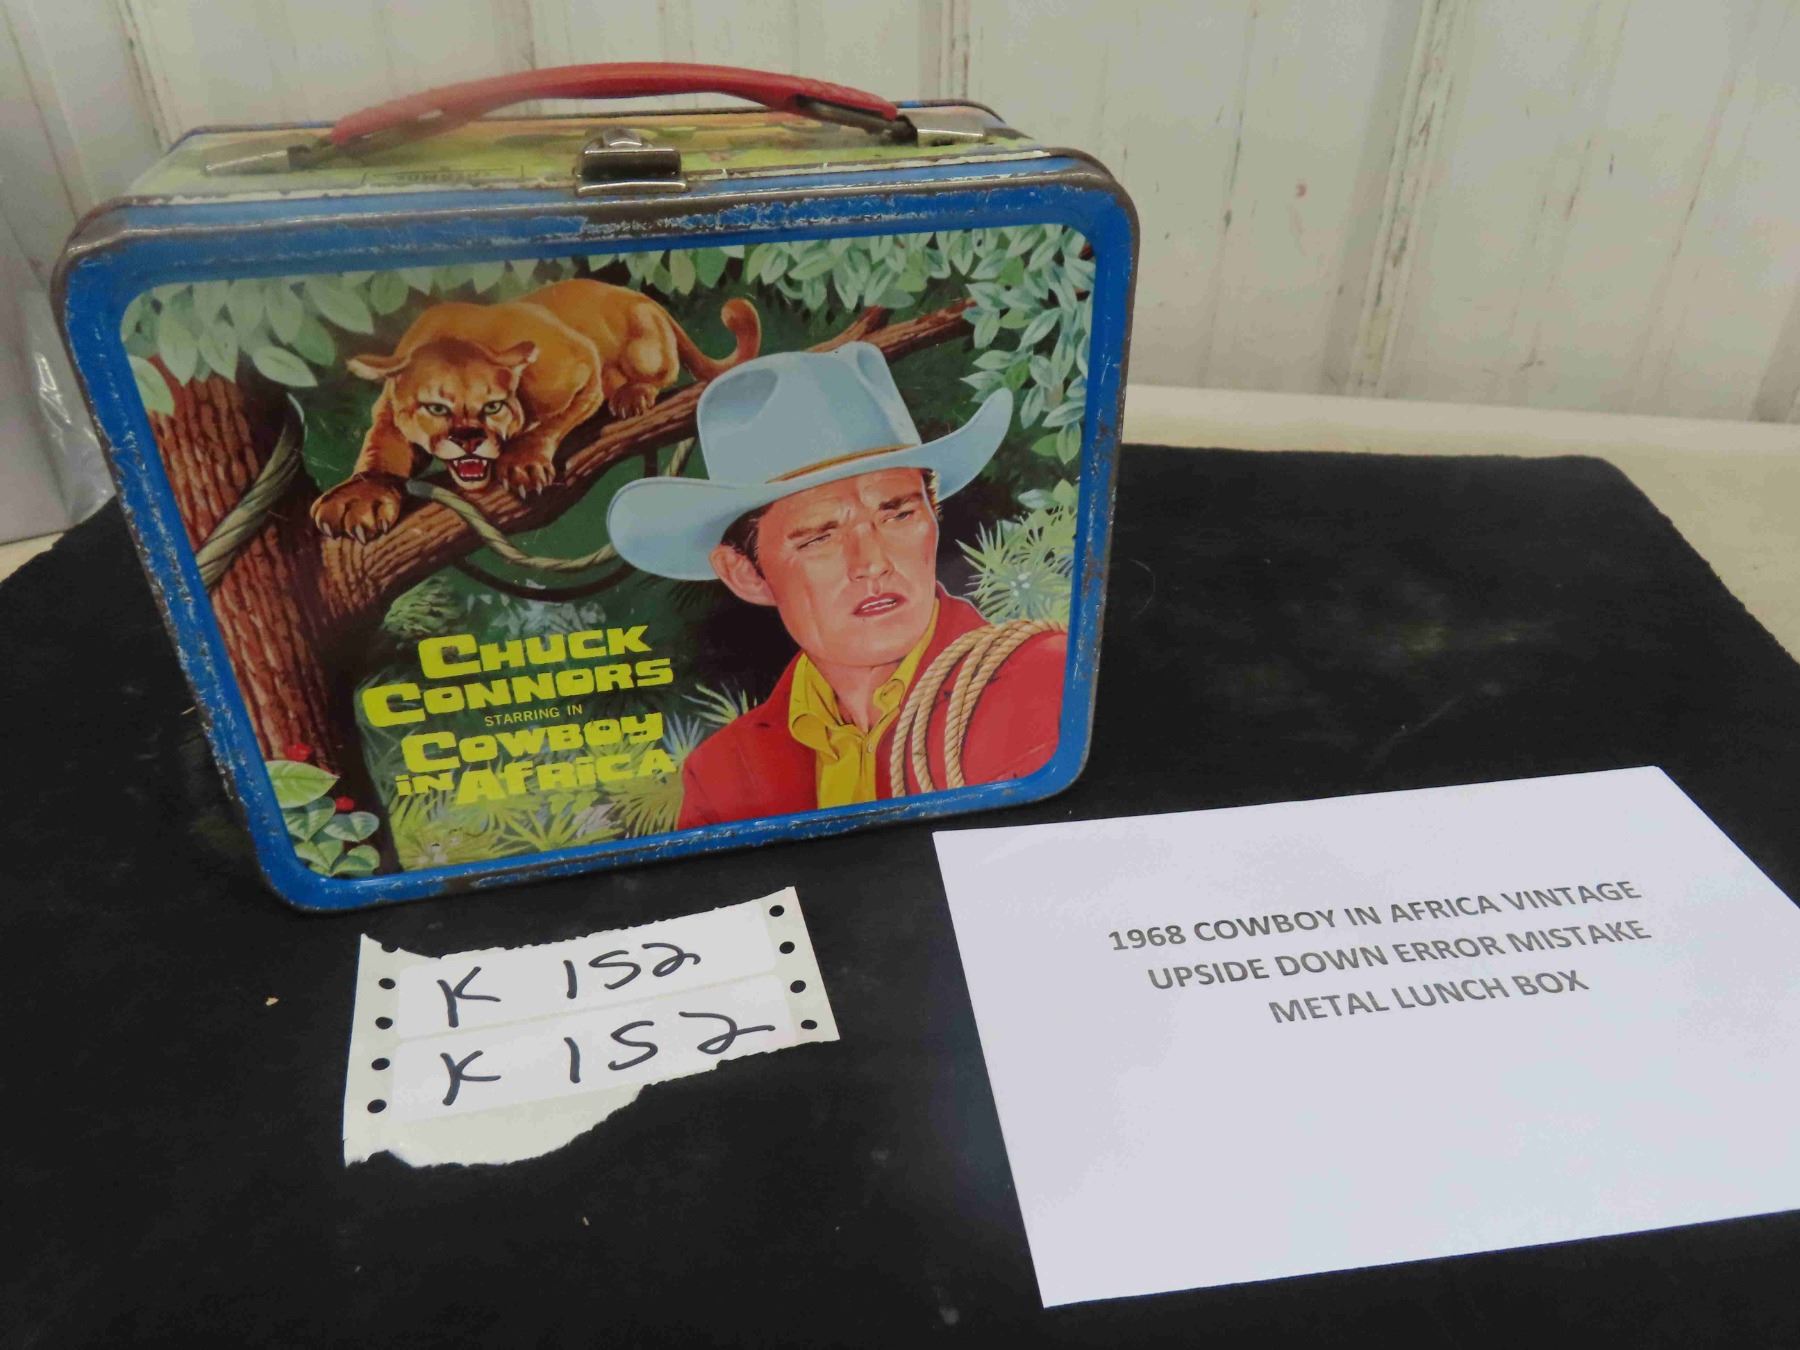 CHUCK
CONNORS
STARRING IN
COWBOY
iN AFRiCA
K 152
K 152
1968 COWBOY IN AFRICA VINTAGE
UPSIDE DOWN ERROR MISTAKE
METAL LUNCH BOX